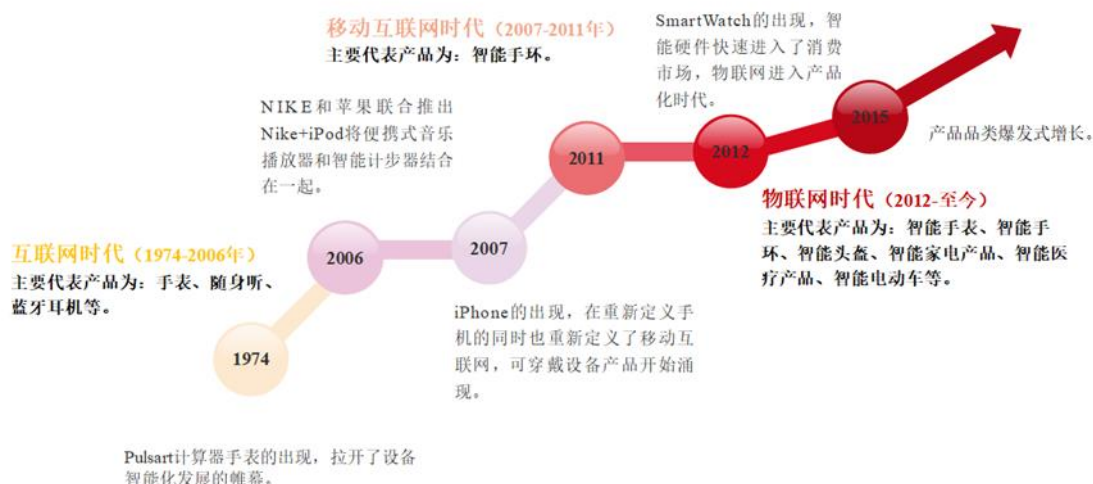 移动互联网时代（2007-2011年）
主要代表产品为：智能手环。
SmartWatch的出现，智
能硬件快速进入了消费
市场，物联网进入产品
化时代。
NIKE和苹果联合推出
Nike+iPod将便携式音乐
播放器和智能计步器结合
在一起。
2015
产品品类爆发式增长。
2011
2012
物联网时代（2012-至今）
主要代表产品为：智能手表、智能手
环、智能头盔、智能家电产品、智能医
疗产品、智能电动车等。
互联网时代（1974-2006年）
主要代表产品为：手表、随身听、
蓝牙耳机等。
2006
2007
iPhone的出现，在重新定义手
机的同时也重新定义了移动互
联网，可穿戴设备产品开始涌
现。
1974
Pulsart计算器手表的出现，拉开了设备
智能化发展的帷幕。